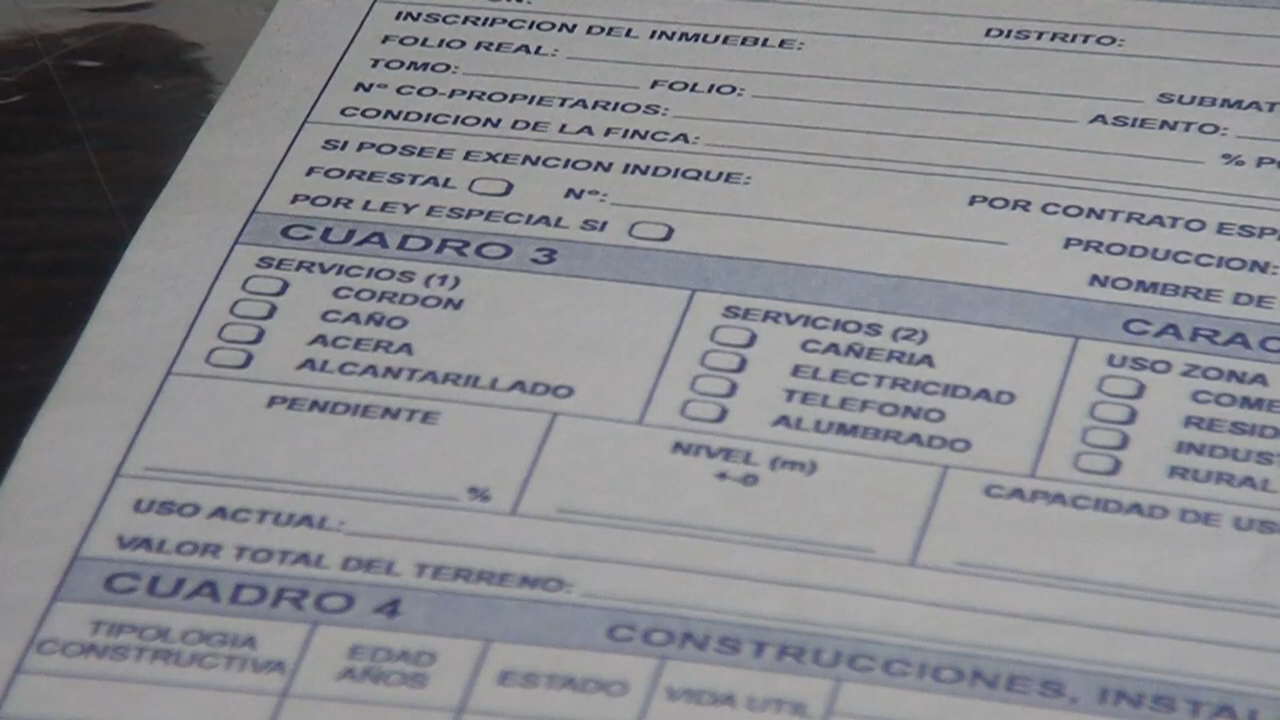 INSCRIPCION DEL INMUEBLE:
DISTRITO:
FOLIO REAL:
SUBMAT
TOMO: FOLIO:
ASIENTO:
Nº CO-PROPIETARIOS:
CONDICION DE LA FINCA:
%
SI POSEE EXENCION INDIQUE:
POR CONTRATO ESP
FORESTAL Nº:
PRODUCCION:
POR LEY ESPECIAL SI
NOMBRE DE
CUADRO 3
CARAC
SERVICIOS (1)
CORDON
CAÑO
ACERA
ALCANTARILLADO
SERVICIOS (2)
CAÑERIA
ELECTRICIDAD
TELEFONO
ALUMBRADO
USO ZONA
COME
RESID
INDUS
RURAL
PENDIENTE
%
NIVEL (m)
+-0
CAPACIDAD DE US
USO ACTUAL:
VALOR TOTAL DEL TERRENO:
CUADRO 4
CONSTRUCCIONES, INSTAL
TIPOLOGIA
CONSTRUCTIVA
EDAD
AÑOS
ESTADO
VIDA UTIL